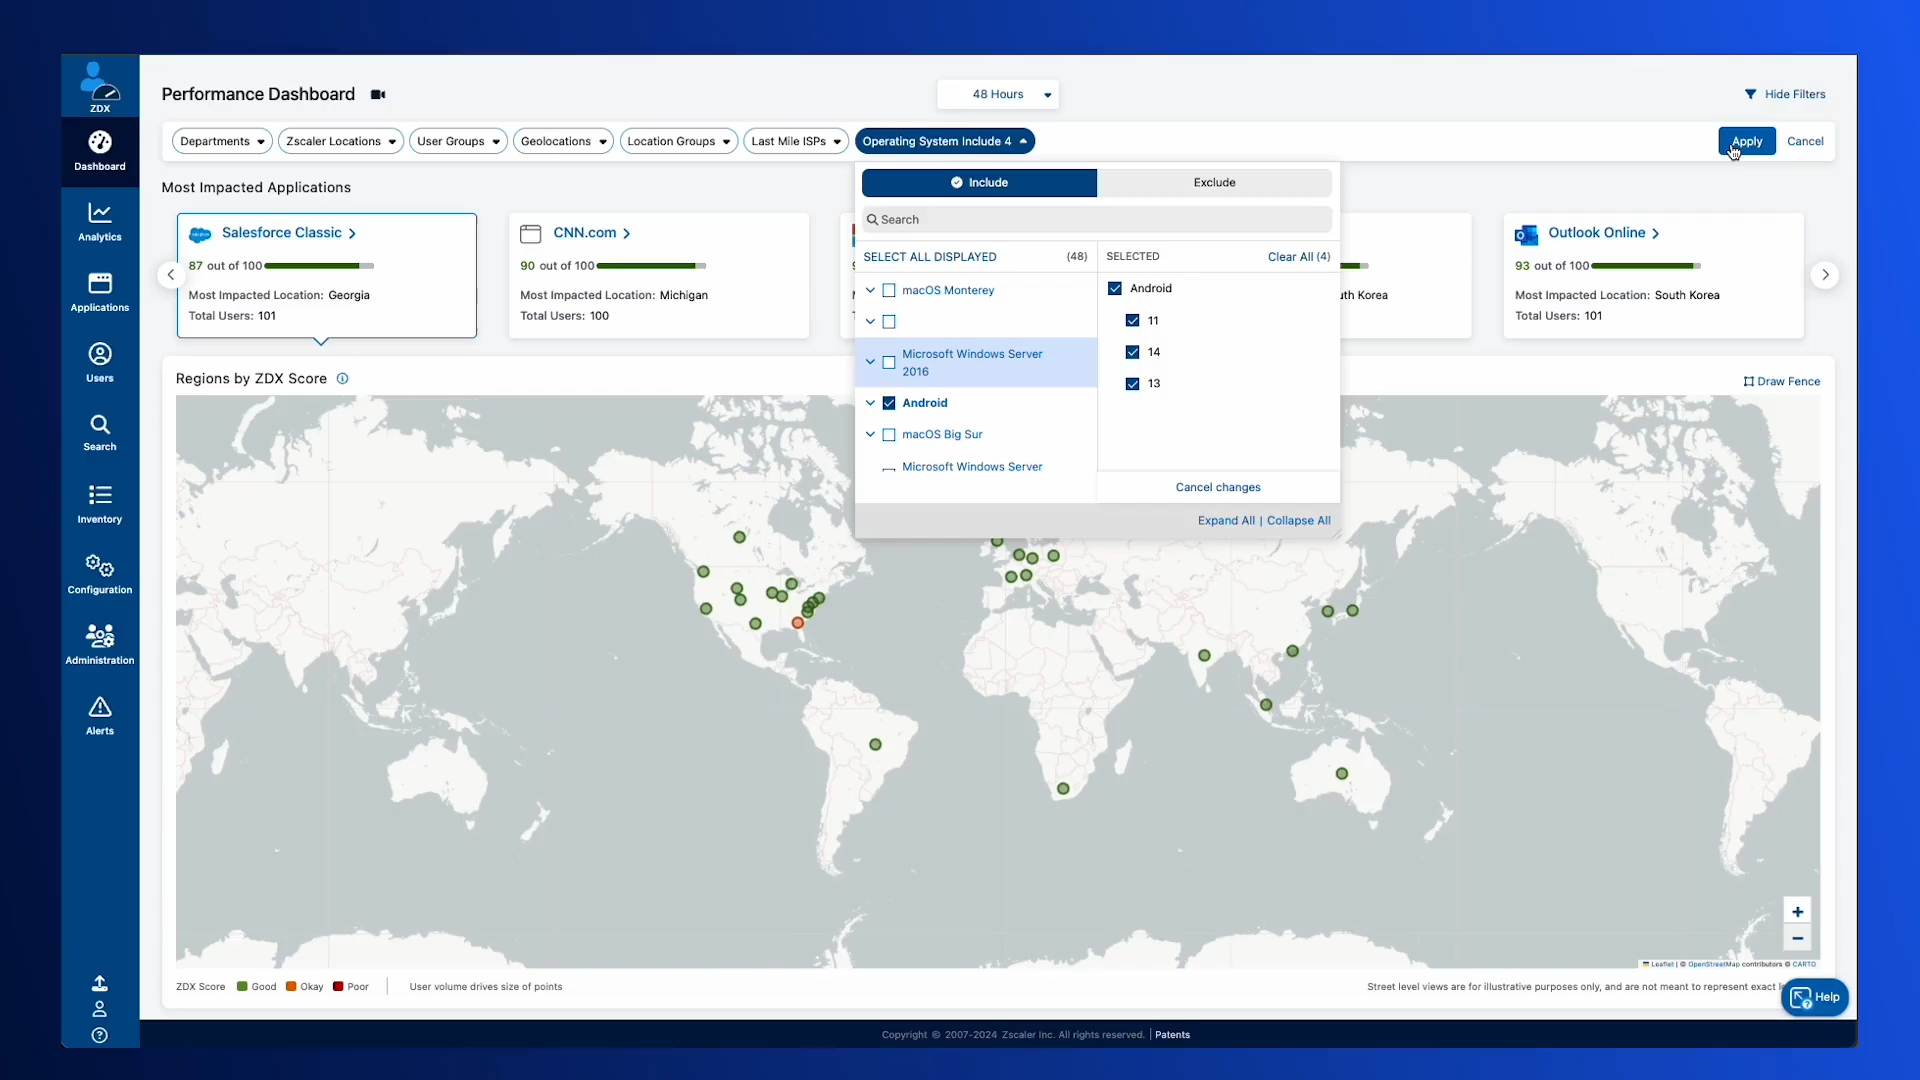 ZDX
Performance Dashboard
48 Hours
Hide Filters
Departments
Zscaler Locations
User Groups
Geolocations
Location Groups
Last Mile ISPs
Operating System Include 4
Apply
Cancel
Dashboard
Analytics
Applications
Users
Search
Inventory
Configuration
Administration
Alerts
Most Impacted Applications
Salesforce Classic
87 out of 100
Most Impacted Location: Georgia
Total Users: 101
CNN.com
90 out of 100
Most Impacted Location: Michigan
Total Users: 100
Outlook Online
93 out of 100
Most Impacted Location: South Korea
Total Users: 101
Include
Exclude
Search
SELECT ALL DISPLAYED (48)
macOS Monterey
Microsoft Windows Server
2016
Android
macOS Big Sur
Microsoft Windows Server
SELECTED
Clear All (4)
Android
11
14
13
Cancel changes
Expand All | Collapse All
uth Korea
Regions by ZDX Score
Draw Fence
+
−
Leaflet | © OpenStreetMap contributors © CARTO
ZDX Score Good Okay Poor
User volume drives size of points
Street level views are for illustrative purposes only, and are not meant to represent exact
Help
Copyright © 2007-2024 Zscaler Inc. All rights reserved. | Patents